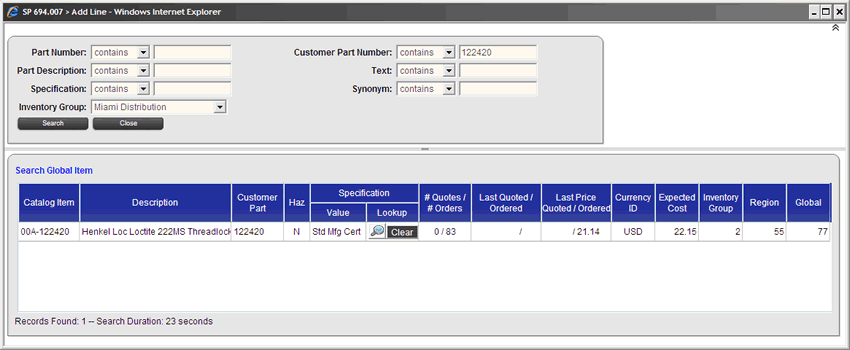 SP 694.007 > Add Line - Windows Internet Explorer
Part Number: contains Customer Part Number: contains 122420
Part Description: contains Text: contains
Specification: contains Synonym: contains
Inventory Group: Miami Distribution
Search Close
Search Global Item
Catalog Item Description Customer Part Haz Specification Value Lookup # Quotes / # Orders Last Quoted / Ordered Last Price Quoted / Ordered Currency ID Expected Cost Inventory Group Region Global
00A-122420 Henkel Loc Loctite 222MS Threadlock 122420 N Std Mfg Cert Clear 0 / 83 / / 21.14 USD 22.15 2 55 77
Records Found: 1 -- Search Duration: 23 seconds